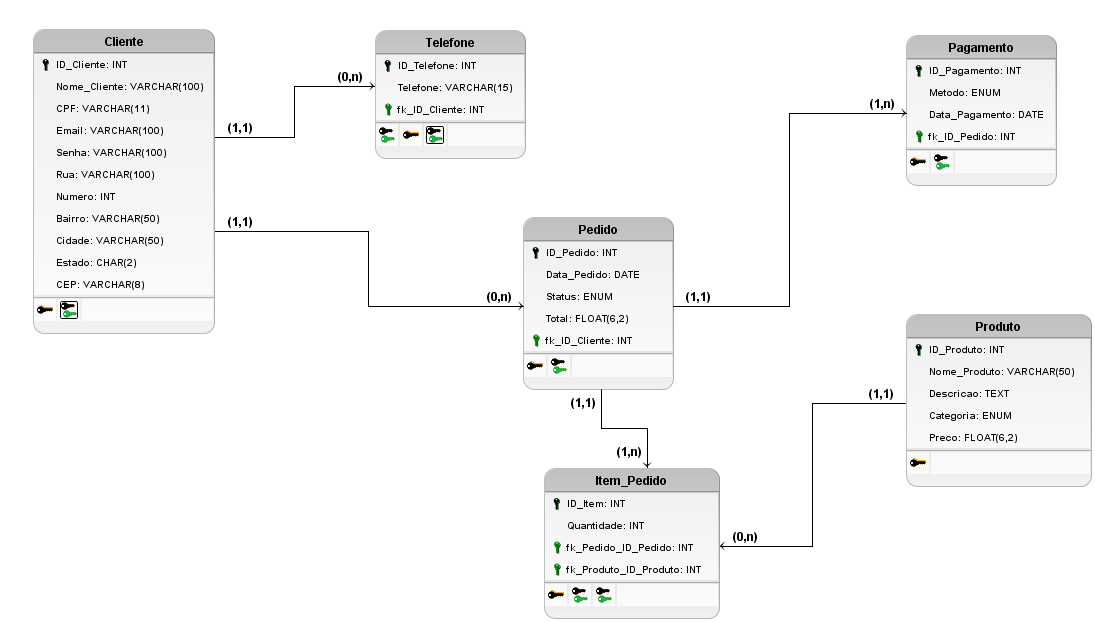 Cliente
ID_Cliente: INT
Nome_Cliente: VARCHAR(100)
CPF: VARCHAR(11)
Email: VARCHAR(100)
Senha: VARCHAR(100)
Rua: VARCHAR(100)
Numero: INT
Bairro: VARCHAR(50)
Cidade: VARCHAR(50)
Estado: CHAR(2)
CEP: VARCHAR(8)
(1,1)
(0,n)
Telefone
ID_Telefone: INT
Telefone: VARCHAR(15)
fk_ID_Cliente: INT
(1,1)
(0,n)
Pedido
ID_Pedido: INT
Data_Pedido: DATE
Status: ENUM
Total: FLOAT(6,2)
fk_ID_Cliente: INT
(1,1)
(1,n)
Pagamento
ID_Pagamento: INT
Metodo: ENUM
Data_Pagamento: DATE
fk_ID_Pedido: INT
(1,1)
(1,n)
Item_Pedido
ID_Item: INT
Quantidade: INT
fk_Pedido_ID_Pedido: INT
fk_Produto_ID_Produto: INT
(0,n)
(1,1)
Produto
ID_Produto: INT
Nome_Produto: VARCHAR(50)
Descricao: TEXT
Categoria: ENUM
Preco: FLOAT(6,2)